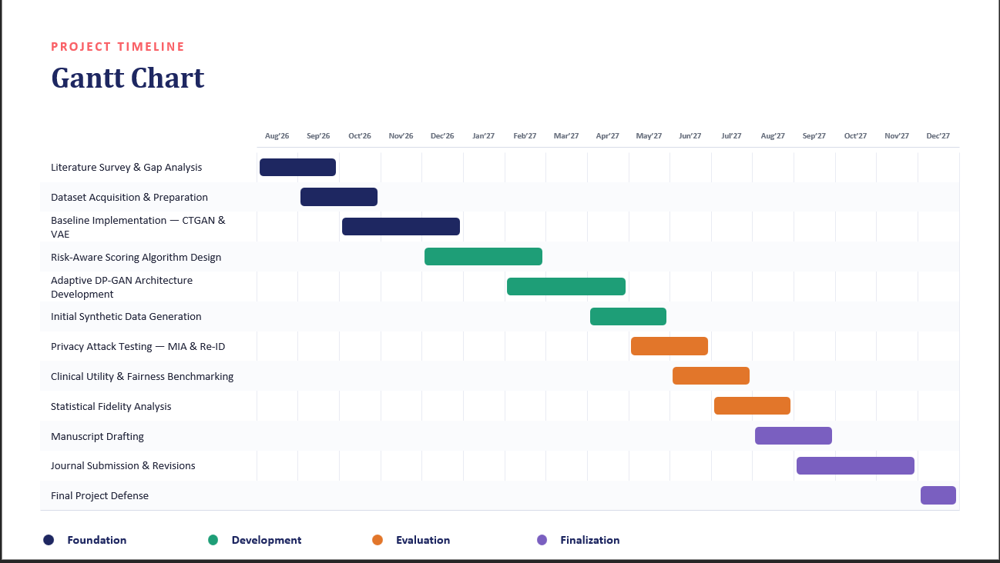 PROJECT TIMELINE
Gantt Chart
Aug’26 Sep’26 Oct’26 Nov’26 Dec’26 Jan’27 Feb’27 Mar’27 Apr’27 May’27 Jun’27 Jul’27 Aug’27 Sep’27 Oct’27 Nov’27 Dec’27
Literature Survey & Gap Analysis
Dataset Acquisition & Preparation
Baseline Implementation — CTGAN &
VAE
Risk-Aware Scoring Algorithm Design
Adaptive DP-GAN Architecture
Development
Initial Synthetic Data Generation
Privacy Attack Testing — MIA & Re-ID
Clinical Utility & Fairness Benchmarking
Statistical Fidelity Analysis
Manuscript Drafting
Journal Submission & Revisions
Final Project Defense
Foundation Development Evaluation Finalization